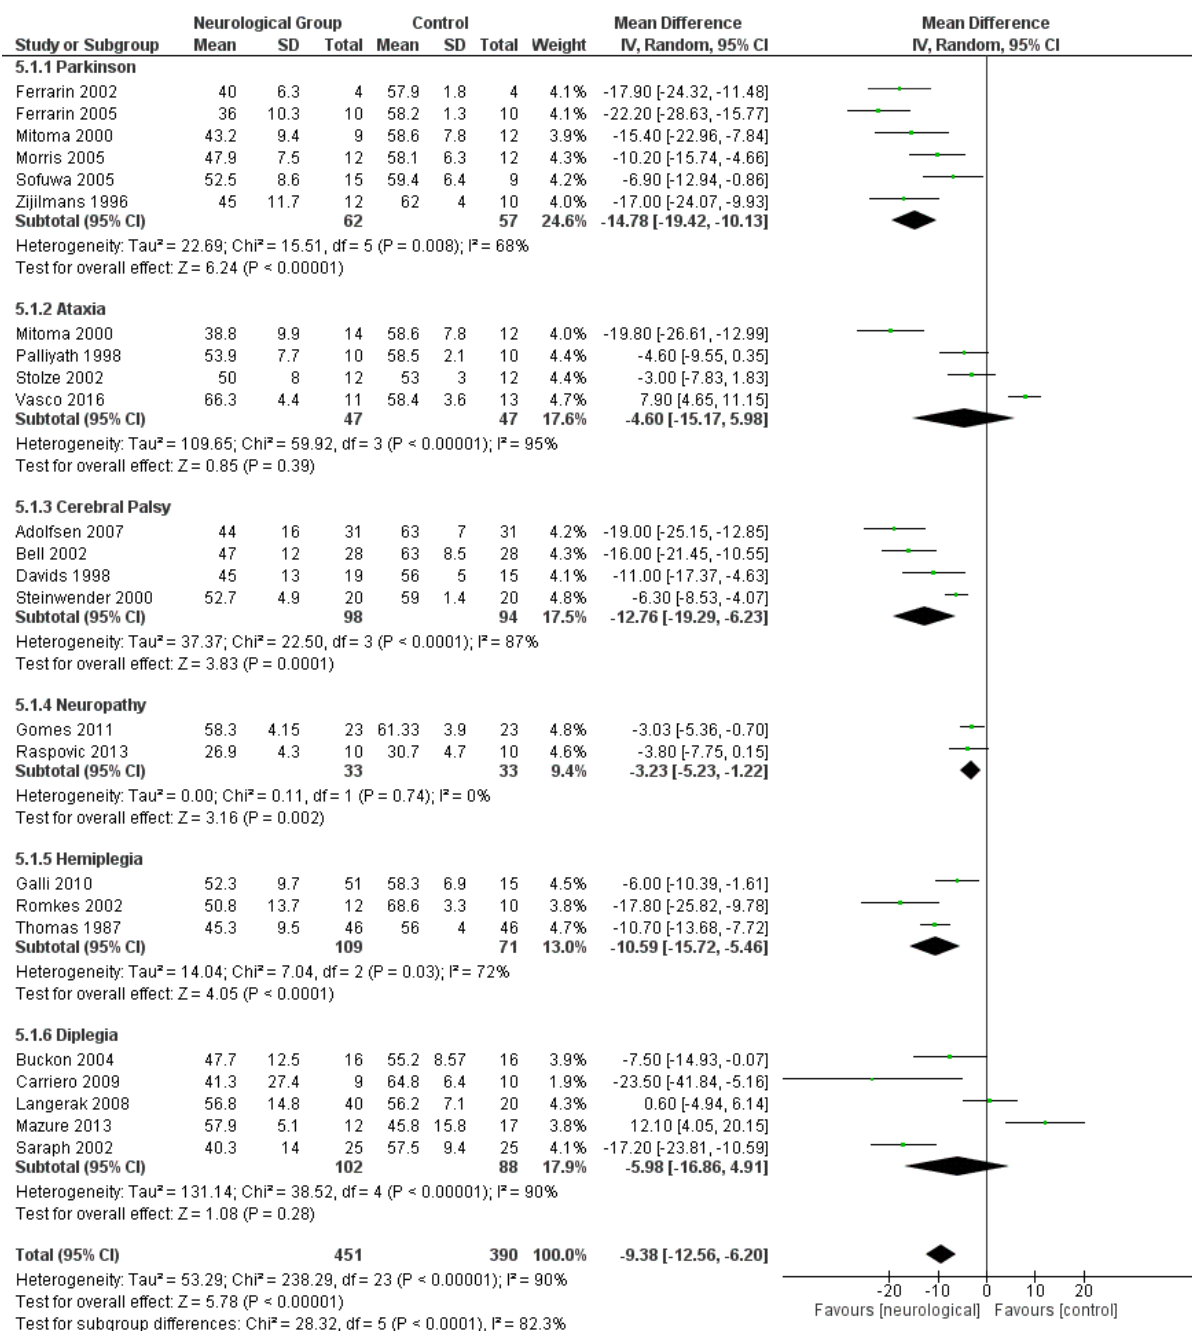 Neurological Group Control Mean Difference Mean Difference
Study or Subgroup Mean SD Total Mean SD Total Weight IV, Random, 95% CI IV, Random, 95% CI
5.1.1 Parkinson
Ferrarin 2002 40 6.3 4 57.9 1.8 4 4.1% -17.90 [-24.32, -11.48]
Ferrarin 2005 36 10.3 10 58.2 1.3 10 4.1% -22.20 [-28.63, -15.77]
Mitoma 2000 43.2 9.4 9 58.6 7.8 12 3.9% -15.40 [-22.96, -7.84]
Morris 2005 47.9 7.5 12 58.1 6.3 12 4.3% -10.20 [-15.74, -4.66]
Sofuwa 2005 52.5 8.6 15 59.4 6.4 9 4.2% -6.90 [-12.94, -0.86]
Zijilmans 1996 45 11.7 12 62 4 10 4.0% -17.00 [-24.07, -9.93]
Subtotal (95% CI) 62 57 24.6% -14.78 [-19.42, -10.13]
Heterogeneity: Tau² = 22.69; Chi² = 15.51, df = 5 (P = 0.008); I² = 68%
Test for overall effect: Z = 6.24 (P < 0.00001)
5.1.2 Ataxia
Mitoma 2000 38.8 9.9 14 58.6 7.8 12 4.0% -19.80 [-26.61, -12.99]
Palliyath 1998 53.9 7.7 10 58.5 2.1 10 4.4% -4.60 [-9.55, 0.35]
Stolze 2002 50 8 12 53 3 12 4.4% -3.00 [-7.83, 1.83]
Vasco 2016 66.3 4.4 11 58.4 3.6 13 4.7% 7.90 [4.65, 11.15]
Subtotal (95% CI) 47 47 17.6% -4.60 [-15.17, 5.98]
Heterogeneity: Tau² = 109.65; Chi² = 59.92, df = 3 (P < 0.00001); I² = 95%
Test for overall effect: Z = 0.85 (P = 0.39)
5.1.3 Cerebral Palsy
Adolfsen 2007 44 16 31 63 7 31 4.2% -19.00 [-25.15, -12.85]
Bell 2002 47 12 28 63 8.5 28 4.3% -16.00 [-21.45, -10.55]
Davids 1998 45 13 19 56 5 15 4.1% -11.00 [-17.37, -4.63]
Steinwender 2000 52.7 4.9 20 59 1.4 20 4.8% -6.30 [-8.53, -4.07]
Subtotal (95% CI) 98 94 17.5% -12.76 [-19.29, -6.23]
Heterogeneity: Tau² = 37.37; Chi² = 22.50, df = 3 (P < 0.0001); I² = 87%
Test for overall effect: Z = 3.83 (P = 0.0001)
5.1.4 Neuropathy
Gomes 2011 58.3 4.15 23 61.33 3.9 23 4.8% -3.03 [-5.36, -0.70]
Raspovic 2013 26.9 4.3 10 30.7 4.7 10 4.6% -3.80 [-7.75, 0.15]
Subtotal (95% CI) 33 33 9.4% -3.23 [-5.23, -1.22]
Heterogeneity: Tau² = 0.00; Chi² = 0.11, df = 1 (P = 0.74); I² = 0%
Test for overall effect: Z = 3.16 (P = 0.002)
5.1.5 Hemiplegia
Galli 2010 52.3 9.7 51 58.3 6.9 15 4.5% -6.00 [-10.39, -1.61]
Romkes 2002 50.8 13.7 12 68.6 3.3 10 3.8% -17.80 [-25.82, -9.78]
Thomas 1987 45.3 9.5 46 56 4 46 4.7% -10.70 [-13.68, -7.72]
Subtotal (95% CI) 109 71 13.0% -10.59 [-15.72, -5.46]
Heterogeneity: Tau² = 14.04; Chi² = 7.04, df = 2 (P = 0.03); I² = 72%
Test for overall effect: Z = 4.05 (P < 0.0001)
5.1.6 Diplegia
Buckon 2004 47.7 12.5 16 55.2 8.57 16 3.9% -7.50 [-14.93, -0.07]
Carriero 2009 41.3 27.4 9 64.8 6.4 10 1.9% -23.50 [-41.84, -5.16]
Langerak 2008 56.8 14.8 40 56.2 7.1 20 4.3% 0.60 [-4.94, 6.14]
Mazure 2013 57.9 5.1 12 45.8 15.8 17 3.8% 12.10 [4.05, 20.15]
Saraph 2002 40.3 14 25 57.5 9.4 25 4.1% -17.20 [-23.81, -10.59]
Subtotal (95% CI) 102 88 17.9% -5.98 [-16.86, 4.91]
Heterogeneity: Tau² = 131.14; Chi² = 38.52, df = 4 (P < 0.00001); I² = 90%
Test for overall effect: Z = 1.08 (P = 0.28)
Total (95% CI) 451 390 100.0% -9.38 [-12.56, -6.20]
Heterogeneity: Tau² = 53.29; Chi² = 238.29, df = 23 (P < 0.00001); I² = 90%
Test for overall effect: Z = 5.78 (P < 0.00001)
Test for subgroup differences: Chi² = 28.32, df = 5 (P < 0.0001), I² = 82.3%
-20 -10 0 10 20
Favours [neurological] Favours [control]